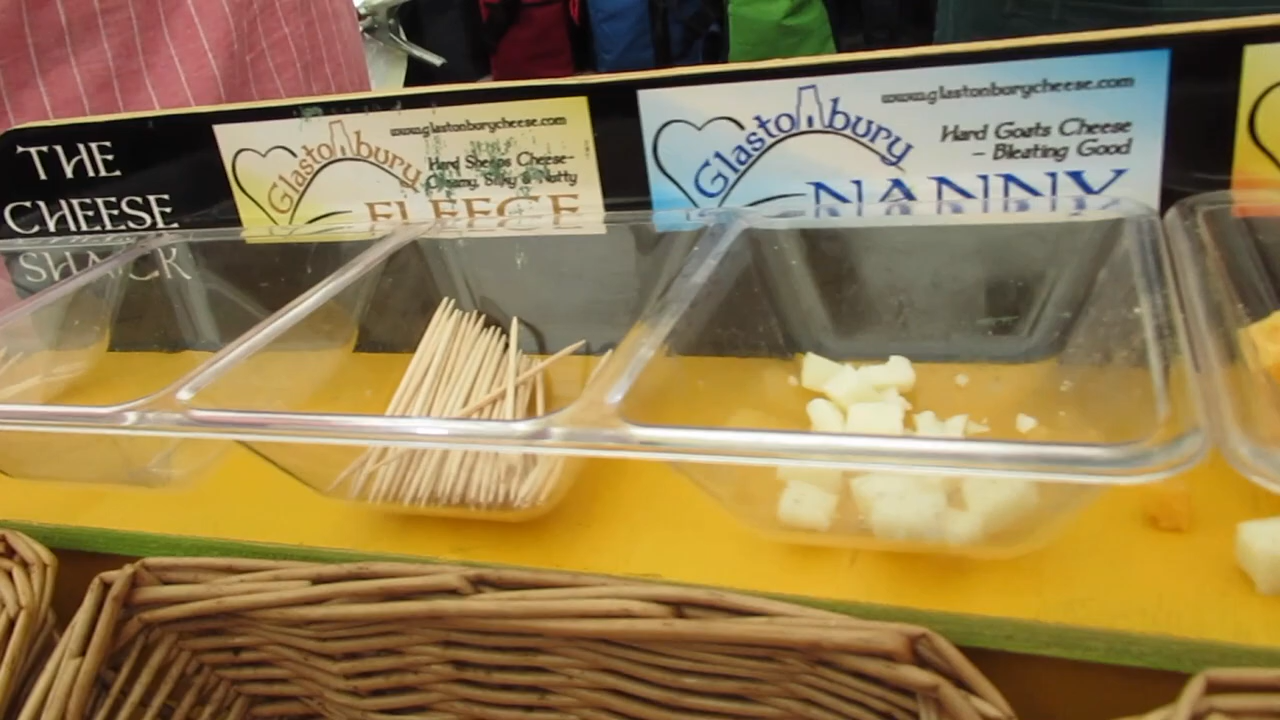 THE
CHEESE
SHACK
Glastonbury
www.glastonburycheese.com
Hard Sheeps Cheese-
Creamy, Silky & Nutty
FLEECE
Glastonbury
www.glastonburycheese.com
Hard Goats Cheese
- Bleating Good
NANNY